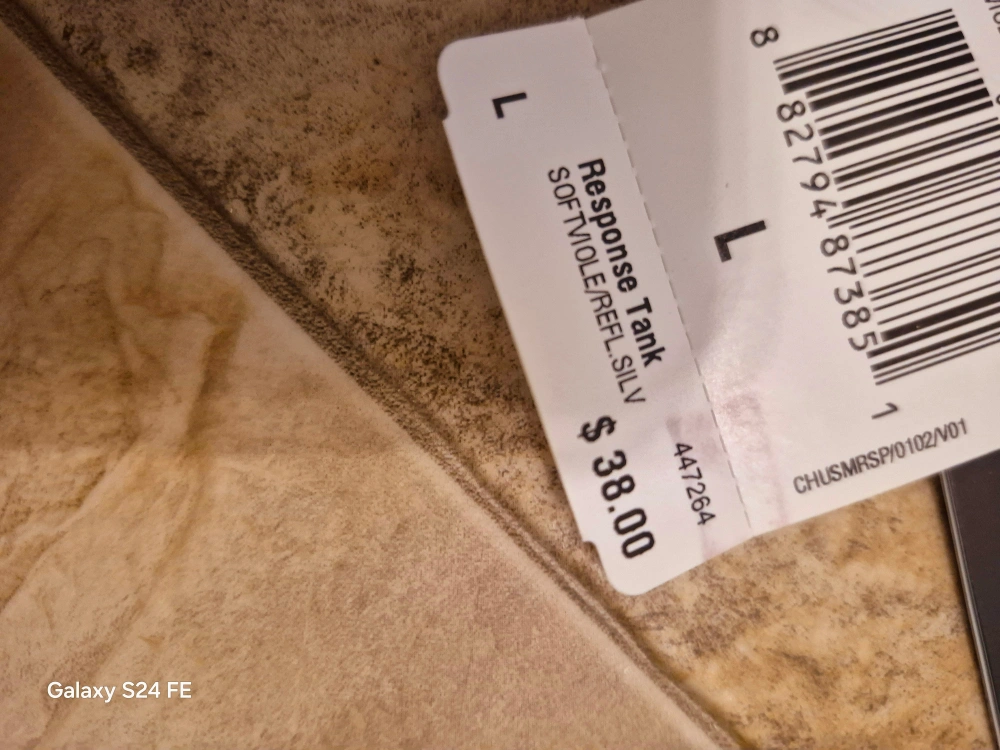 L
Response Tank
SOFTVIOLE/REFL.SILV
$ 38.00
447264
L
8 82794 87385 1
CHUSMRSP/0102/V01
Galaxy S24 FE